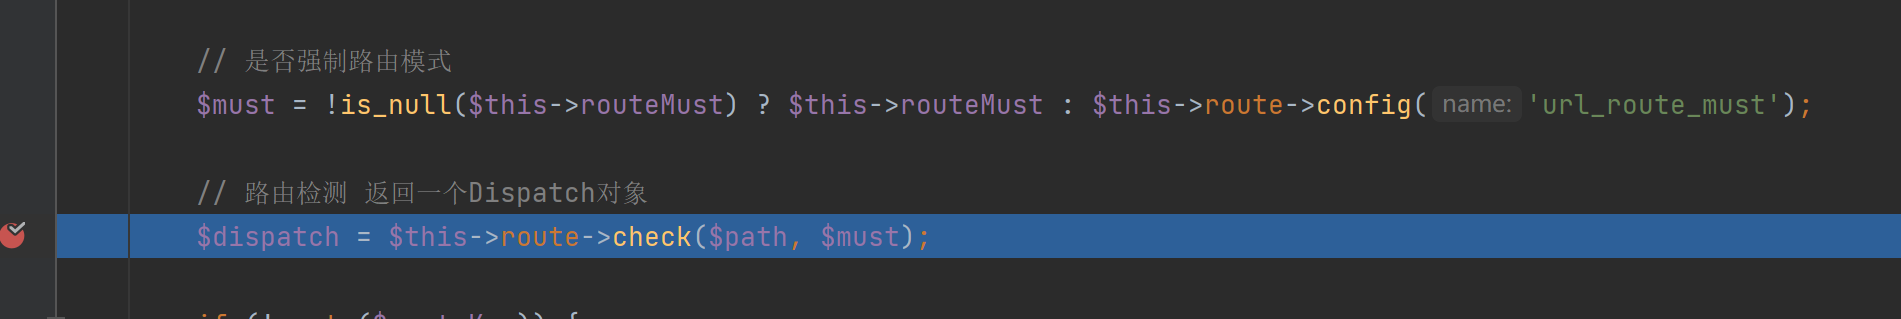 // 是否强制路由模式
$must = !is_null($this->routeMust) ? $this->routeMust : $this->route->config( name: 'url_route_must');
// 路由检测 返回一个Dispatch对象
$dispatch = $this->route->check($path, $must);